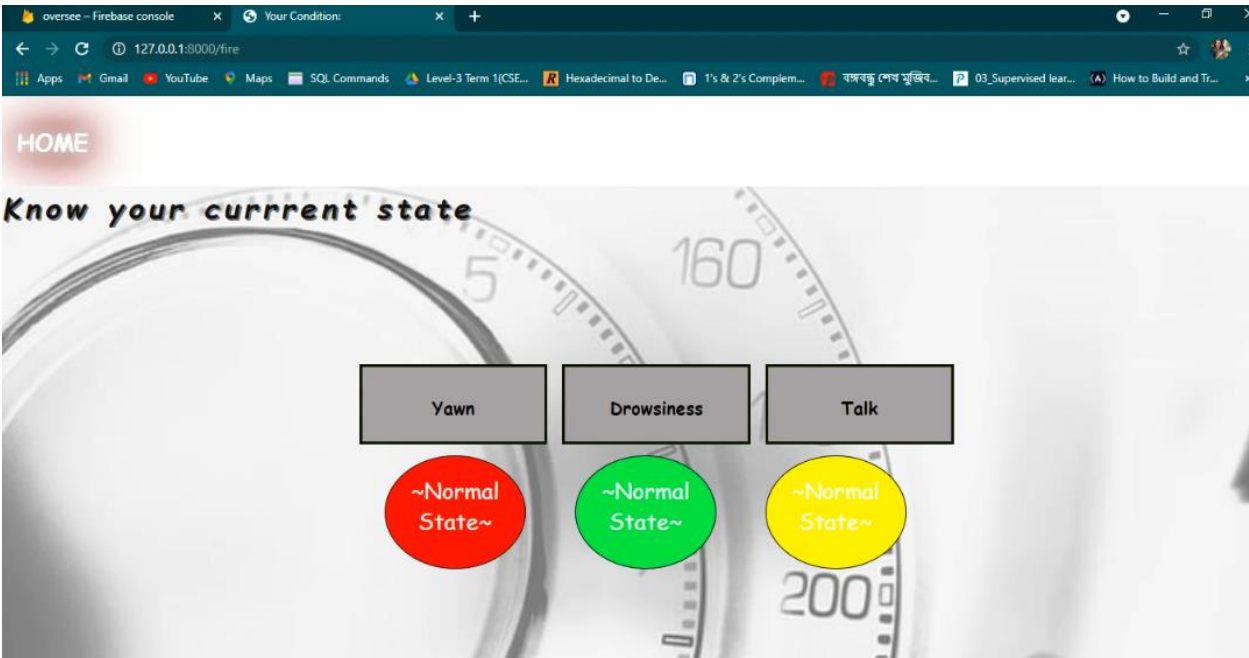 oversee – Firebase console
Your Condition:
127.0.0.1:8000/fire
Apps Gmail YouTube Maps SQL Commands Level-3 Term 1(CSE... Hexadecimal to De... 1's & 2's Complem... বঙ্গবন্ধু শেখ মুজিব... 03_Supervised lear... How to Build and Tr...
HOME
Know your currrent state
5
160
Yawn
Drowsiness
Talk
~Normal
State~
~Normal
State~
~Normal
State~
200